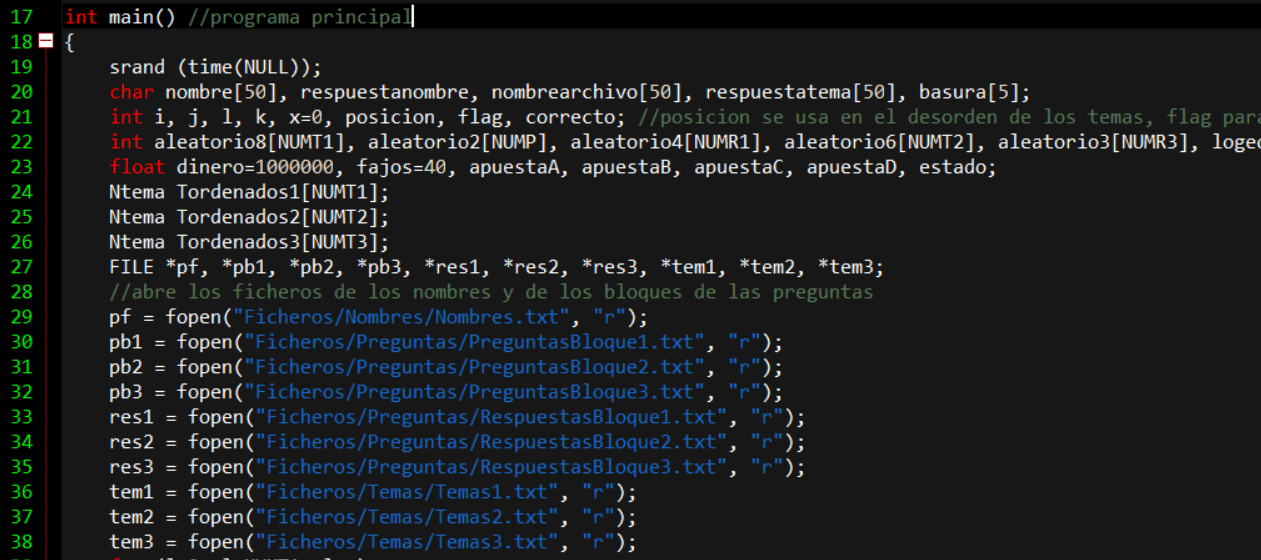 17 int main() //programa principal
18 {
19 srand (time(NULL));
20 char nombre[50], respuestanombre, nombrearchivo[50], respuestatema[50], basura[5];
21 int i, j, l, k, x=0, posicion, flag, correcto; //posicion se usa en el desorden de los temas, flag para
22 int aleatorio8[NUMT1], aleatorio2[NUMP], aleatorio4[NUMR1], aleatorio6[NUMT2], aleatorio3[NUMR3],
23 float dinero=1000000, fajos=40, apuestaA, apuestaB, apuestaC, apuestaD, estado;
24 Ntema Tordenados1[NUMT1];
25 Ntema Tordenados2[NUMT2];
26 Ntema Tordenados3[NUMT3];
27 FILE *pf, *pb1, *pb2, *pb3, *res1, *res2, *res3, *tem1, *tem2, *tem3;
28 //abre los ficheros de los nombres y de los bloques de las preguntas
29 pf = fopen("Ficheros/Nombres/Nombres.txt", "r");
30 pb1 = fopen("Ficheros/Preguntas/PreguntasBloque1.txt", "r");
31 pb2 = fopen("Ficheros/Preguntas/PreguntasBloque2.txt", "r");
32 pb3 = fopen("Ficheros/Preguntas/PreguntasBloque3.txt", "r");
33 res1 = fopen("Ficheros/Preguntas/RespuestasBloque1.txt", "r");
34 res2 = fopen("Ficheros/Preguntas/RespuestasBloque2.txt", "r");
35 res3 = fopen("Ficheros/Preguntas/RespuestasBloque3.txt", "r");
36 tem1 = fopen("Ficheros/Temas/Temas1.txt", "r");
37 tem2 = fopen("Ficheros/Temas/Temas2.txt", "r");
38 tem3 = fopen("Ficheros/Temas/Temas3.txt", "r");